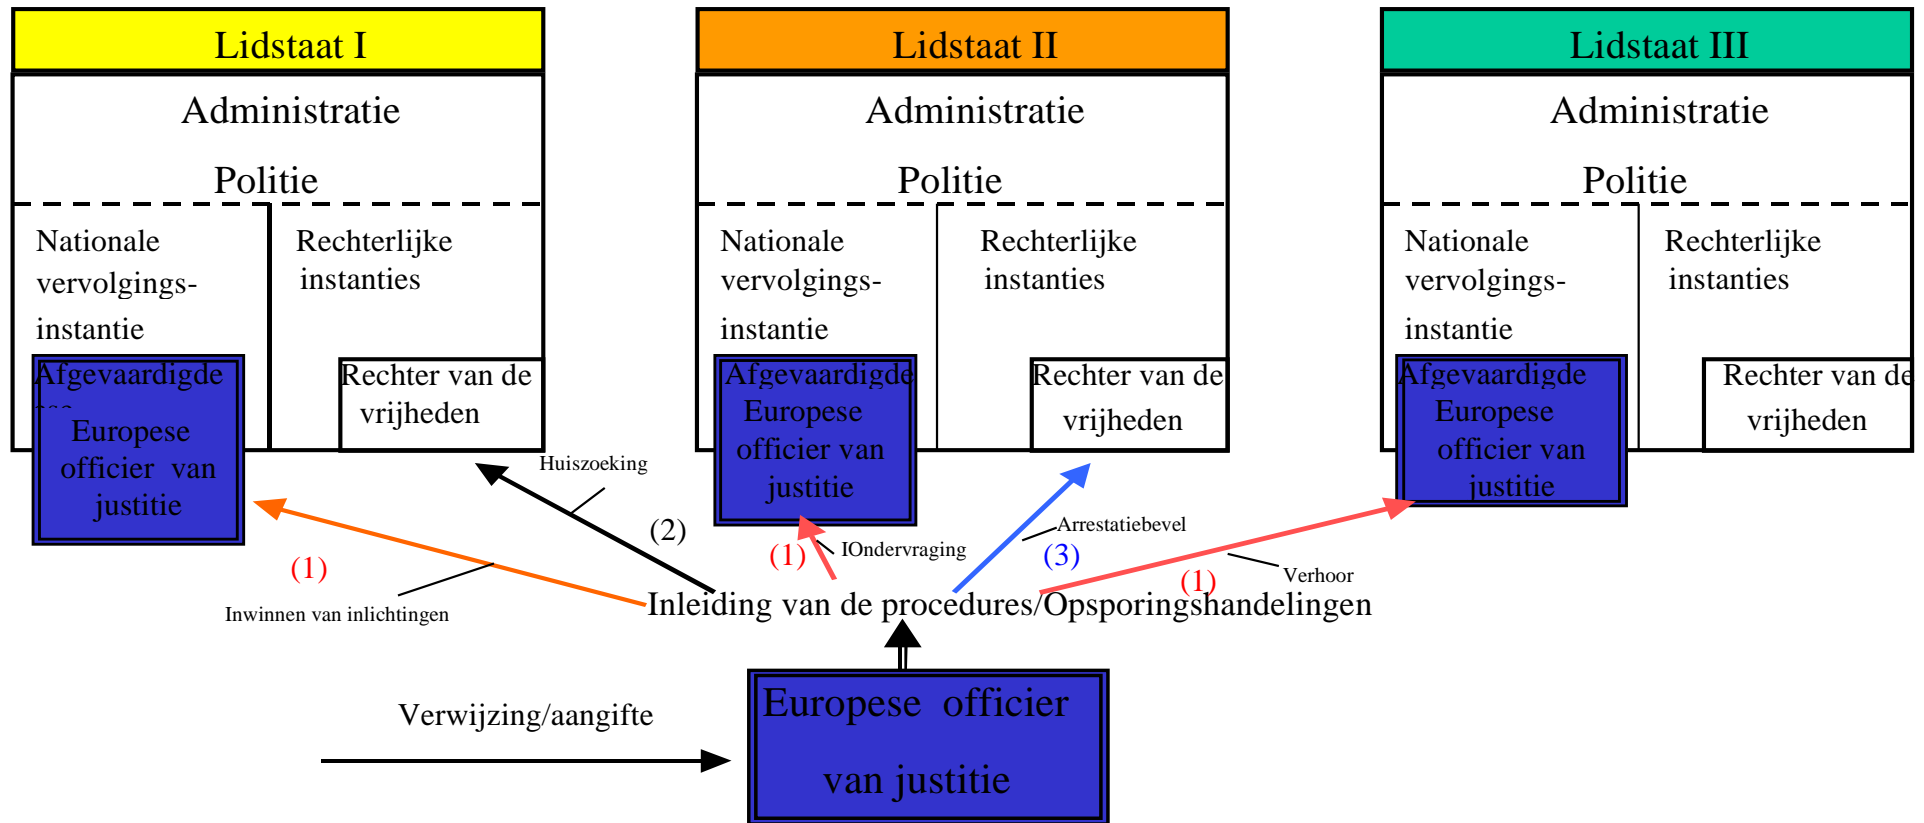 Lidstaat I
Administratie
Politie
Nationale
vervolgings-
instantie
Rechterlijke
instanties
Afgevaardigde
Europese
officier van
justitie
Rechter van de
vrijheden
Lidstaat II
Administratie
Politie
Nationale
vervolgings-
instantie
Rechterlijke
instanties
Afgevaardigde
Europese
officier van
justitie
Rechter van de
vrijheden
Lidstaat III
Administratie
Politie
Nationale
vervolgings-
instantie
Rechterlijke
instanties
Afgevaardigde
Europese
officier van
justitie
Rechter van de
vrijheden
Huiszoeking
(2)
(1)
Inwinnen van inlichtingen
(1)
IOndervraging
Arrestatiebevel
(3)
(1)
Verhoor
Inleiding van de procedures/Opsporingshandelingen
Verwijzing/aangifte
Europese officier
van justitie